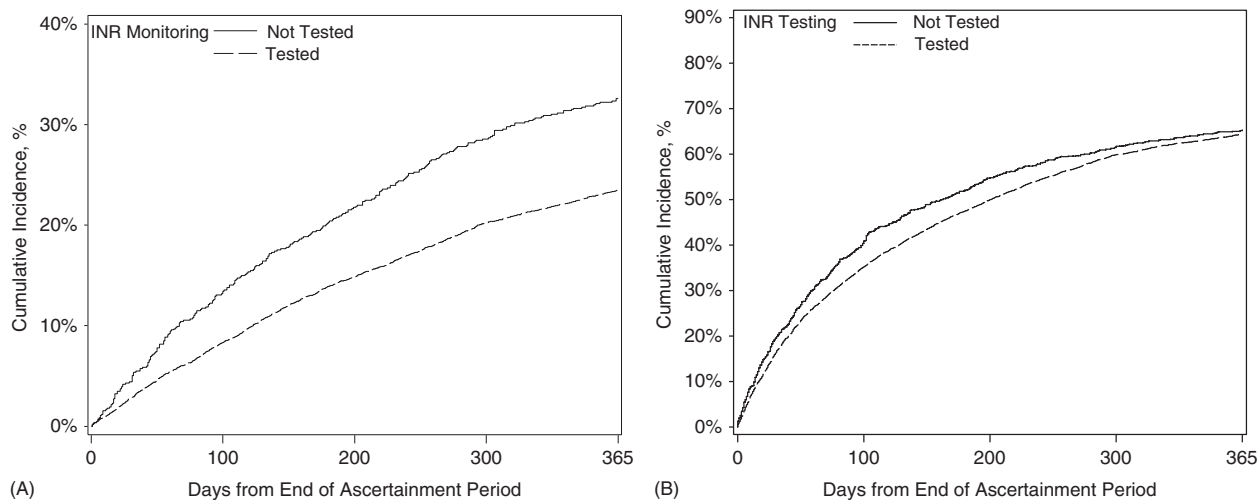 40%
30%
20%
10%
0%
Cumulative Incidence, %
INR Monitoring
Not Tested
Tested
0 100 200 300 365
Days from End of Ascertainment Period
(A)
90%
80%
70%
60%
50%
40%
30%
20%
10%
0%
Cumulative Incidence, %
INR Testing
Not Tested
Tested
0 100 200 300 365
Days from End of Ascertainment Period
(B)